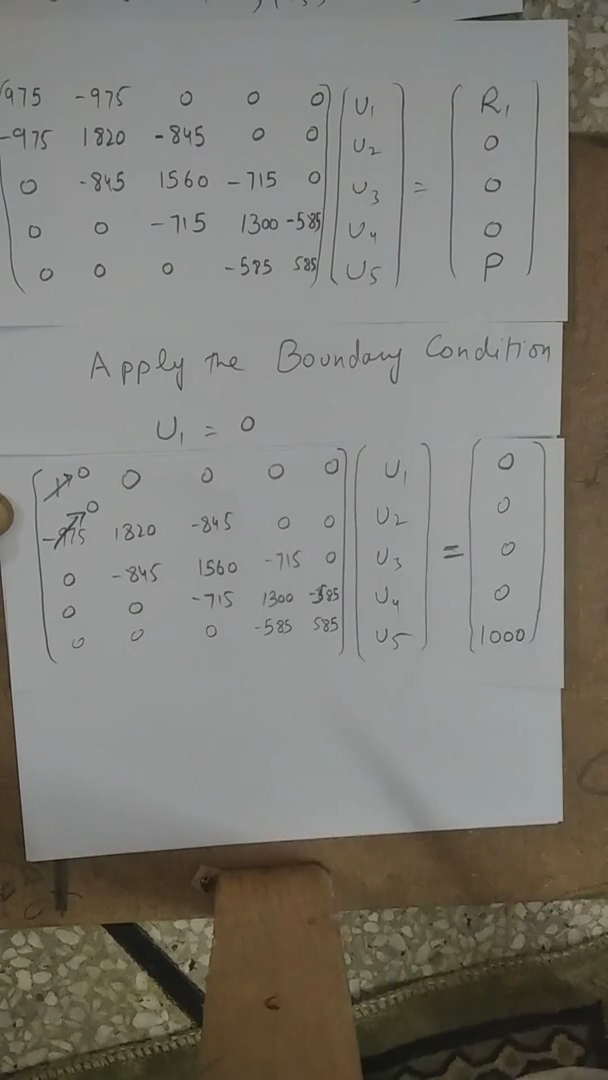 975 -975 0 0 0 U₁ R₁
-975 1820 -845 0 0 U₂ 0
0 -845 1560 -715 0 U₃ = 0
0 0 -715 1300 -585 U₄ 0
0 0 0 -585 585 U5 P
Apply the Boundary Condition
U₁ = 0
0 0 0 0 0 U₁ 0
0 1820 -845 0 0 U₂ 0
0 -845 1560 -715 0 U₃ = 0
0 0 -715 1300 -585 U₄ 0
0 0 0 -585 585 U5 1000